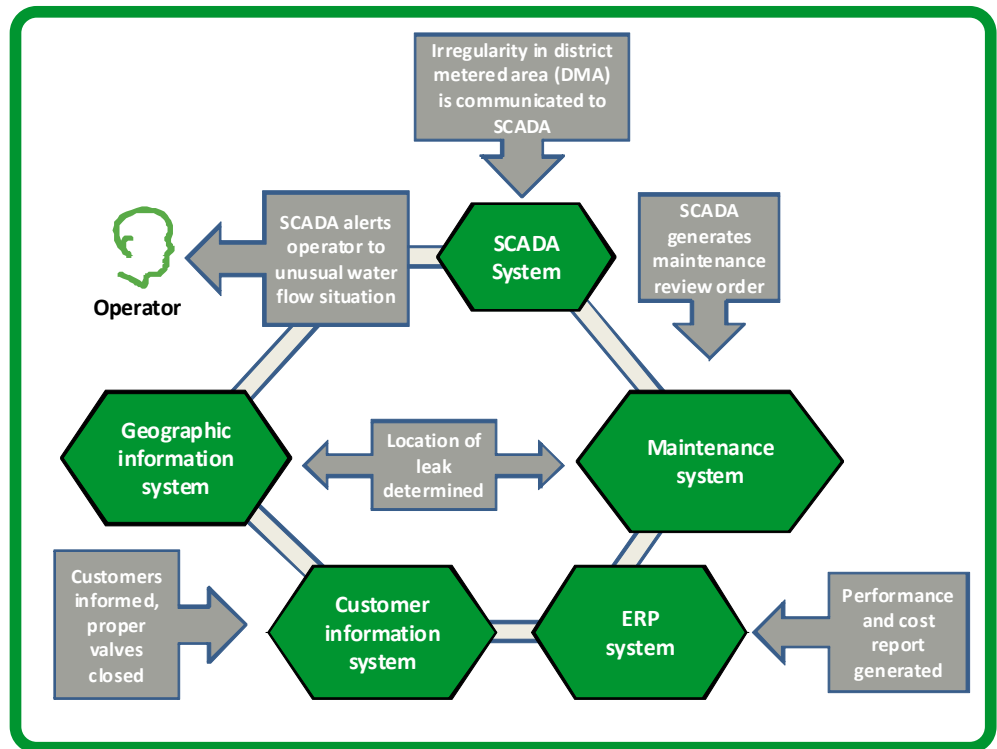 Irregularity in district
metered area (DMA)
is communicated to
SCADA
SCADA alerts
operator to
unusual water
flow situation
Operator
SCADA
System
SCADA
generates
maintenance
review order
Geographic
information
system
Location of
leak
determined
Maintenance
system
Customers
informed,
proper
valves
closed
Customer
information
system
ERP
system
Performance
and cost
report
generated